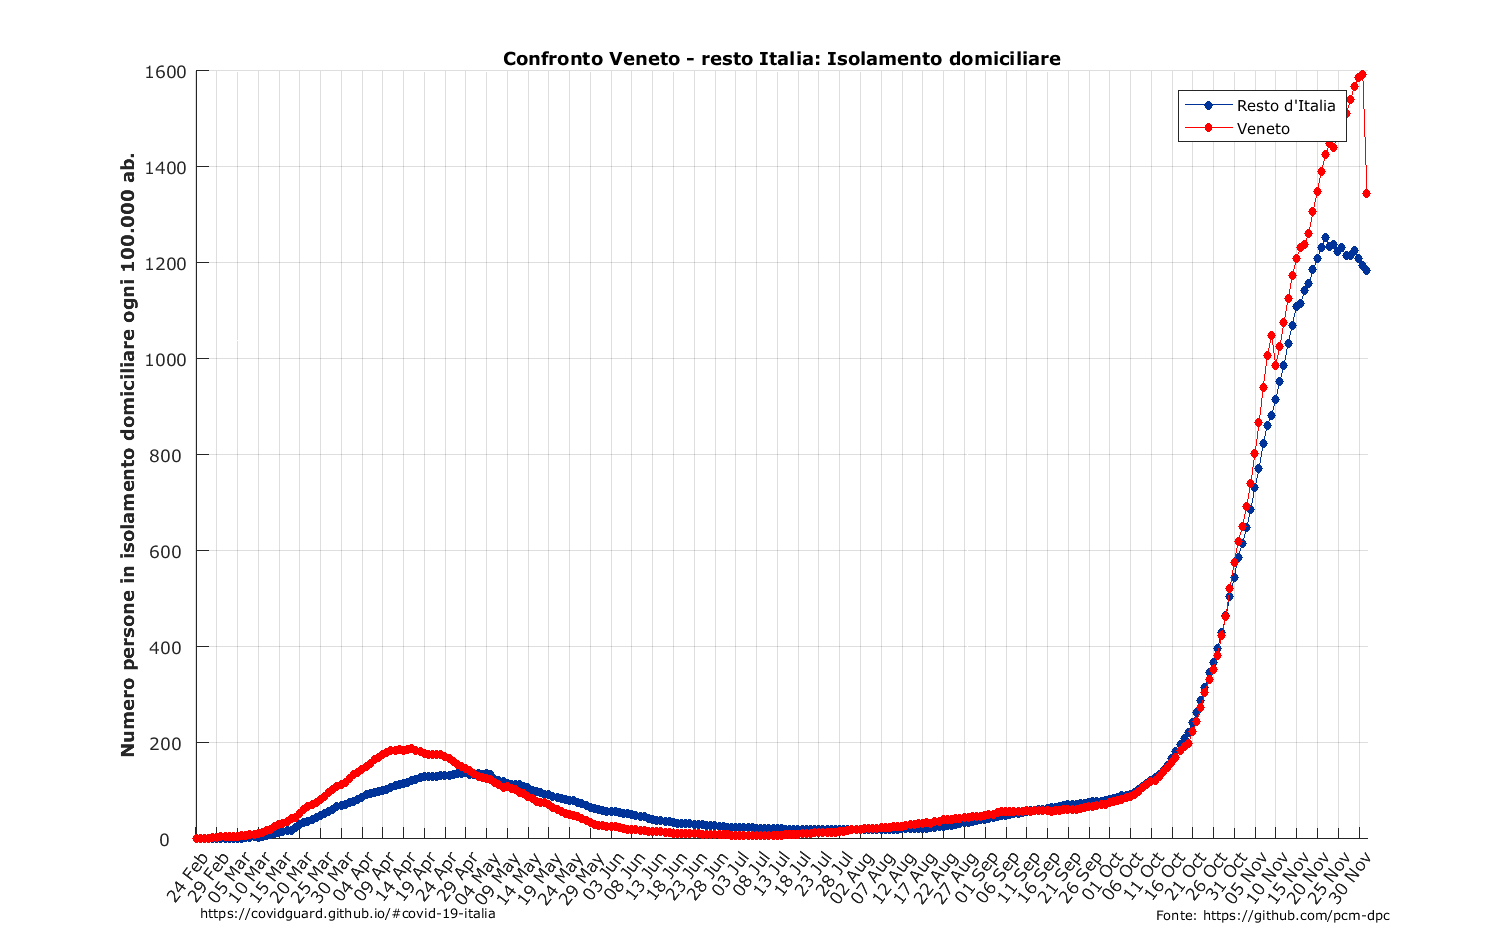 Confronto Veneto - resto Italia: Isolamento domiciliare
Numero persone in isolamento domiciliare ogni 100.000 ab.
1600
1400
1200
1000
800
600
400
200
0
Resto d'Italia
Veneto
24 Feb
29 Feb
05 Mar
10 Mar
15 Mar
20 Mar
25 Mar
30 Mar
04 Apr
09 Apr
14 Apr
19 Apr
24 Apr
29 Apr
04 May
09 May
14 May
19 May
24 May
29 May
03 Jun
08 Jun
13 Jun
18 Jun
23 Jun
28 Jun
03 Jul
08 Jul
13 Jul
18 Jul
23 Jul
28 Jul
02 Aug
07 Aug
12 Aug
17 Aug
22 Aug
27 Aug
01 Sep
06 Sep
11 Sep
16 Sep
21 Sep
26 Sep
01 Oct
06 Oct
11 Oct
16 Oct
21 Oct
26 Oct
31 Oct
05 Nov
10 Nov
15 Nov
20 Nov
25 Nov
30 Nov
https://covidguard.github.io/#covid-19-italia
Fonte: https://github.com/pcm-dpc